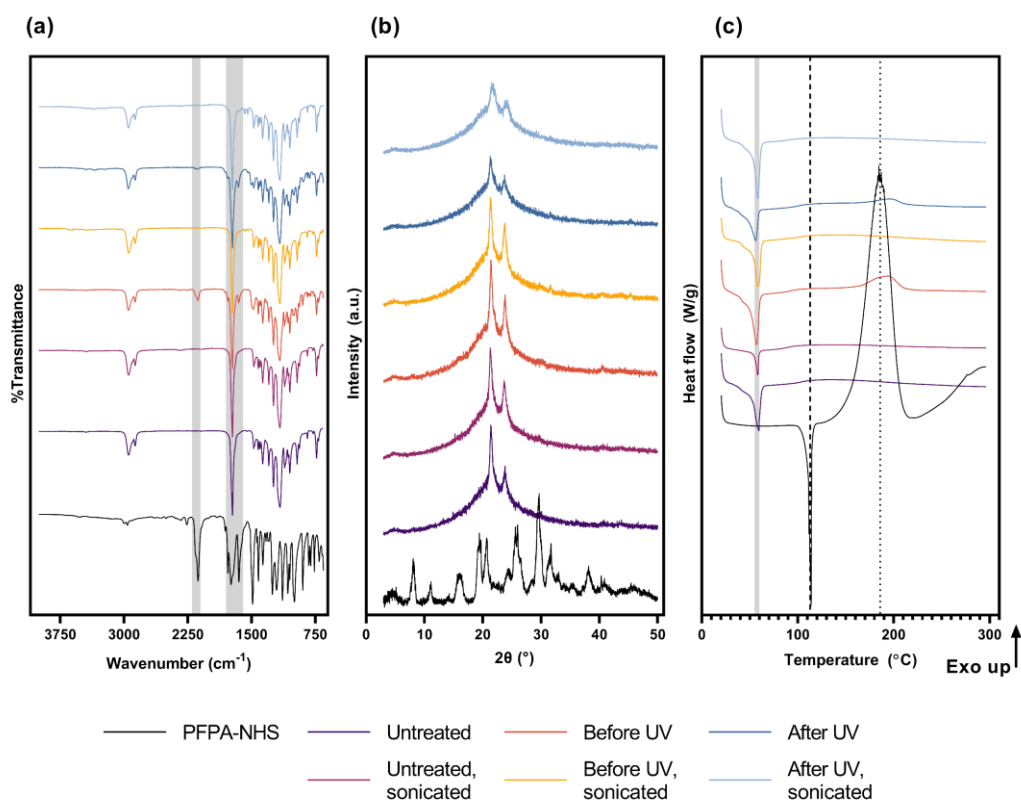 (a)
(b)
(c)
%Transmittance
Intensity (a.u.)
Heat flow (W/g)
3750 3000 2250 1500 750
0 10 20 30 40 50
0 100 200 300
Wavenumber (cm-1)
2θ (°)
Temperature (°C)
Exo up
PFPA-NHS
Untreated
Before UV
After UV
Untreated,
sonicated
Before UV,
sonicated
After UV,
sonicated